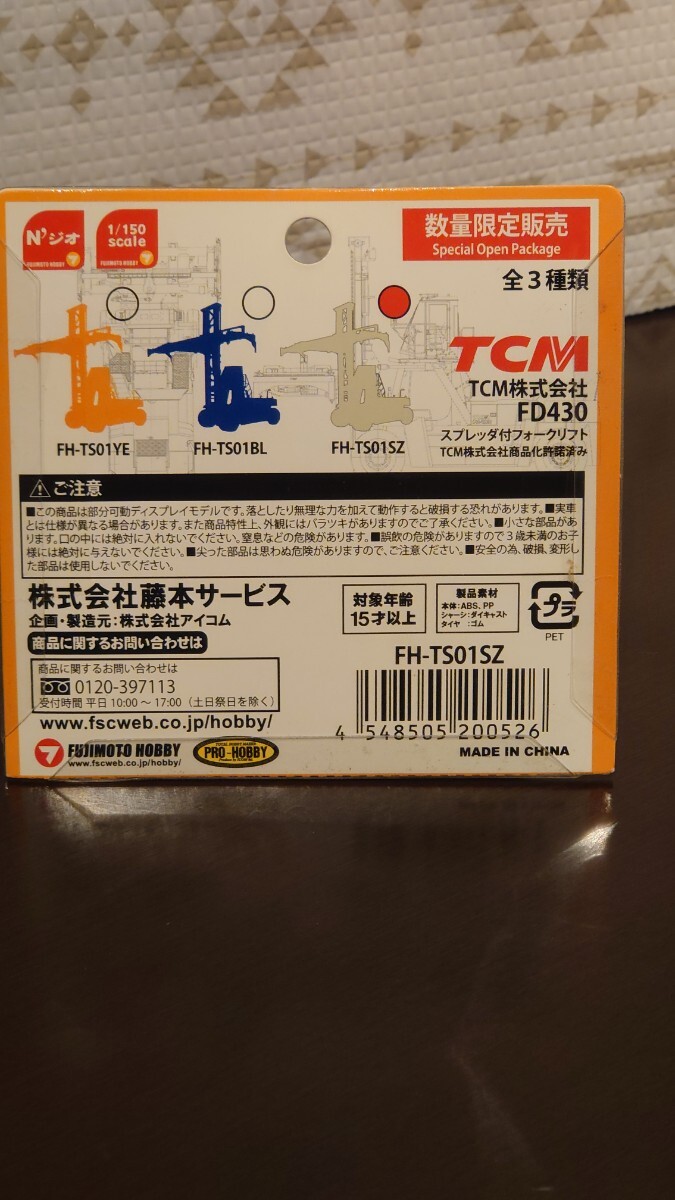 N'ジオ
FUJIMOTO HOBBY
1/150
scale
FUJIMOTO HOBBY
数量限定販売
Special Open Package
全3種類
FH-TS01YE
FH-TS01BL
FH-TS01SZ
TCM
TCM株式会社
FD430
スプレッダ付フォークリフト
TCM株式会社商品化許諾済み
ご注意
■この商品は部分可動ディスプレイモデルです。落としたり無理な力を加えて動作すると破損する恐れがあります。■実車
とは仕様が異なる場合があります。また商品特性上、外観にはバラツキがありますのでご了承ください。■小さな部品があ
ります。口の中には絶対に入れないでください。窒息などの危険があります。■誤飲の危険がありますので3歳未満のお子
様には絶対に与えないでください。■尖った部品は思わぬ危険がありますので、ご注意ください。■安全の為、破損、変形し
た部品は使用しないでください。
株式会社藤本サービス
企画・製造元:株式会社アイコム
商品に関するお問い合わせは
商品に関するお問い合わせは
0120-397113
受付時間 平日 10:00～17:00（土日祭日を除く）
www.fscweb.co.jp/hobby/
FUJIMOTO HOBBY
www.fscweb.co.jp/hobby/
PRO-HOBBY
対象年齢
15才以上
製品素材
本体:ABS、PP
シャーシ:ダイキャスト
タイヤ :ゴム
プラ
PET
FH-TS01SZ
4 548505 200526
MADE IN CHINA